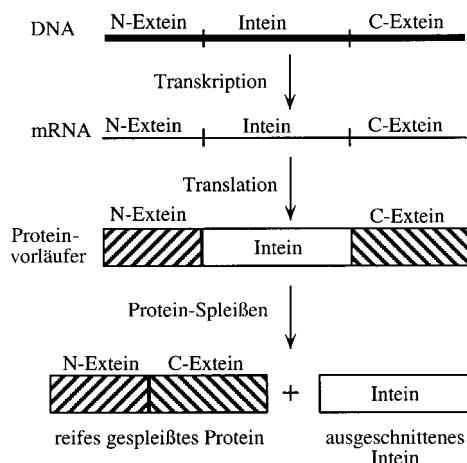 DNA N-Extein Intein C-Extein
Transkription
mRNA N-Extein Intein C-Extein
Translation
N-Extein C-Extein
Protein-
vorläufer
Intein
Protein-Spleißen
N-Extein C-Extein
+ Intein
reifes gespleißtes Protein ausgeschnittenes
Intein